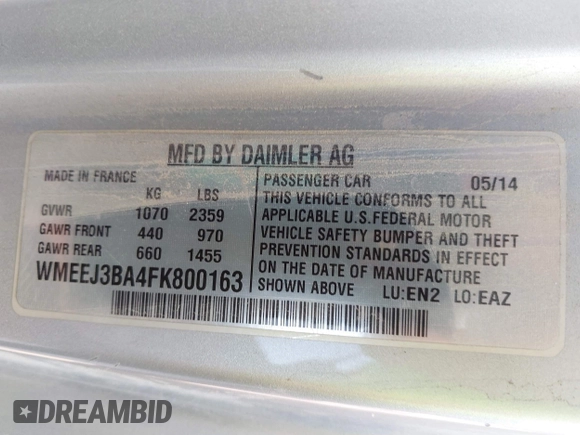 MFD BY DAIMLER AG
MADE IN FRANCE
KG LBS
GVWR 1070 2359
GAWR FRONT 440 970
GAWR REAR 660 1455
WMEEJ3BA4FK800163
PASSENGER CAR 05/14
THIS VEHICLE CONFORMS TO ALL
APPLICABLE U.S.FEDERAL MOTOR
VEHICLE SAFETY BUMPER AND THEFT
PREVENTION STANDARDS IN EFFECT
ON THE DATE OF MANUFACTURE
SHOWN ABOVE LU:EN2 LO:EAZ
DREAMBID